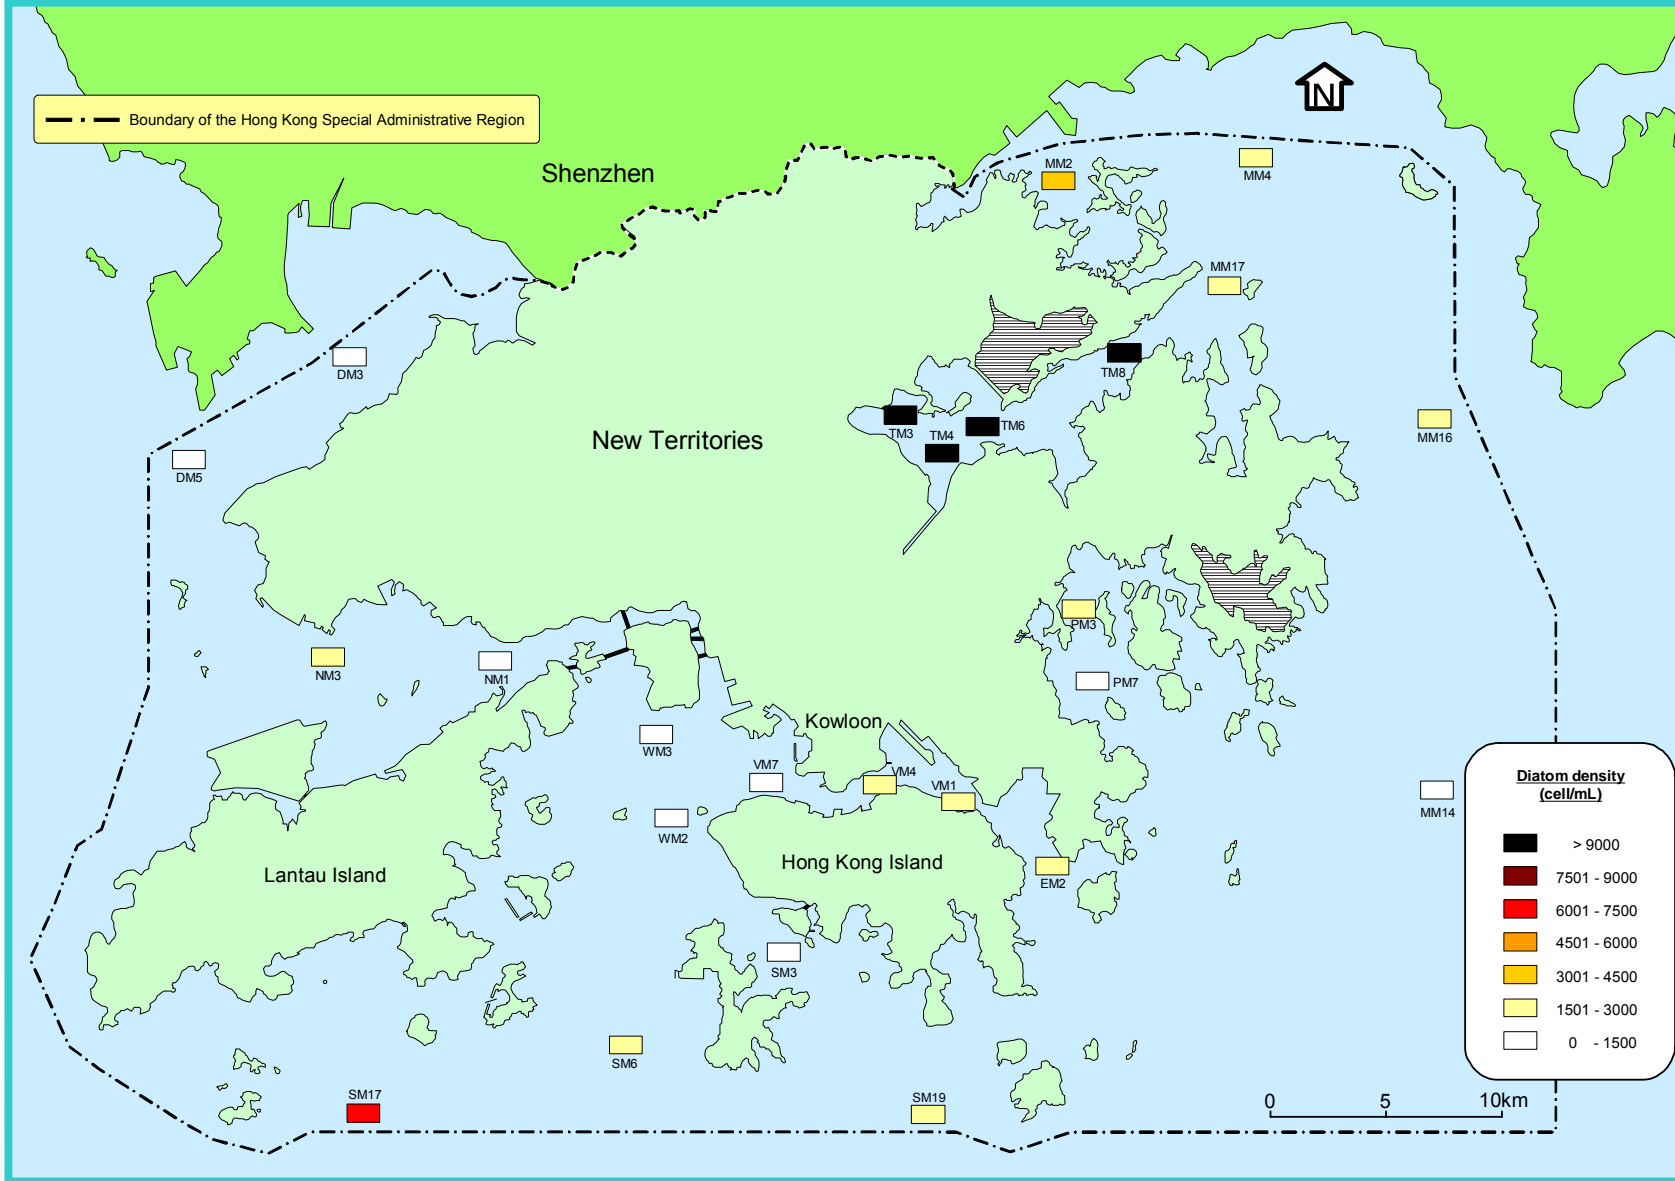 N
Boundary of the Hong Kong Special Administrative Region
Shenzhen
MM2
MM4
MM17
DM3
TM8
TM3
TM4
TM6
New Territories
MM16
DM5
PM3
NM3
NM1
PM7
Kowloon
WM3
VM7
VM4
VM1
MM14
WM2
Hong Kong Island
Lantau Island
EM2
SM3
SM6
SM17
SM19
Diatom density
(cell/mL)
> 9000
7501 - 9000
6001 - 7500
4501 - 6000
3001 - 4500
1501 - 3000
0 - 1500
0 5 10km